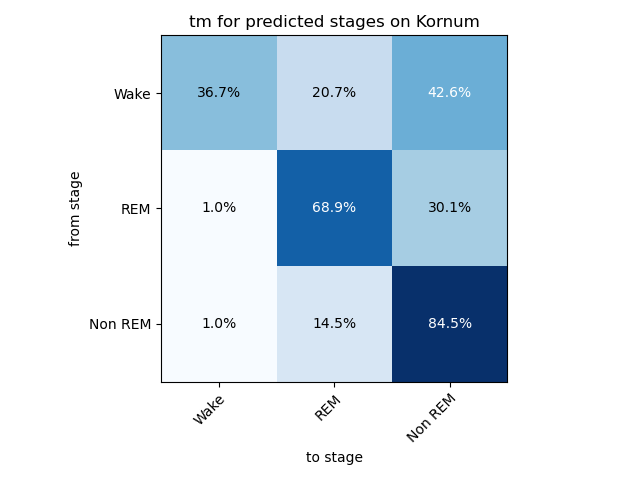 tm for predicted stages on Kornum
Wake 36.7% 20.7% 42.6%
REM 1.0% 68.9% 30.1%
Non REM 1.0% 14.5% 84.5%
from stage
Wake REM Non REM
to stage